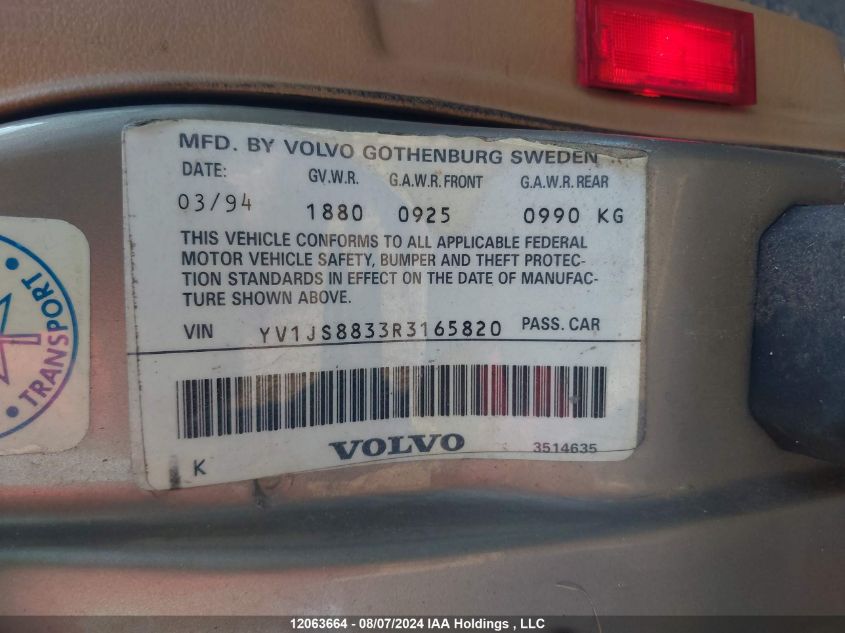 MFD. BY VOLVO GOTHENBURG SWEDEN
DATE: GV.W.R. G.A.W.R. FRONT G.A.W.R. REAR
03/94 1880 0925 0990 KG
THIS VEHICLE CONFORMS TO ALL APPLICABLE FEDERAL
MOTOR VEHICLE SAFETY, BUMPER AND THEFT PROTEC-
TION STANDARDS IN EFFECT ON THE DATE OF MANUFAC-
TURE SHOWN ABOVE.
VIN YV1JS8833R3165820 PASS. CAR
VOLVO 3514635
K
TRANSPORT
12063664 - 08/07/2024 IAA Holdings , LLC